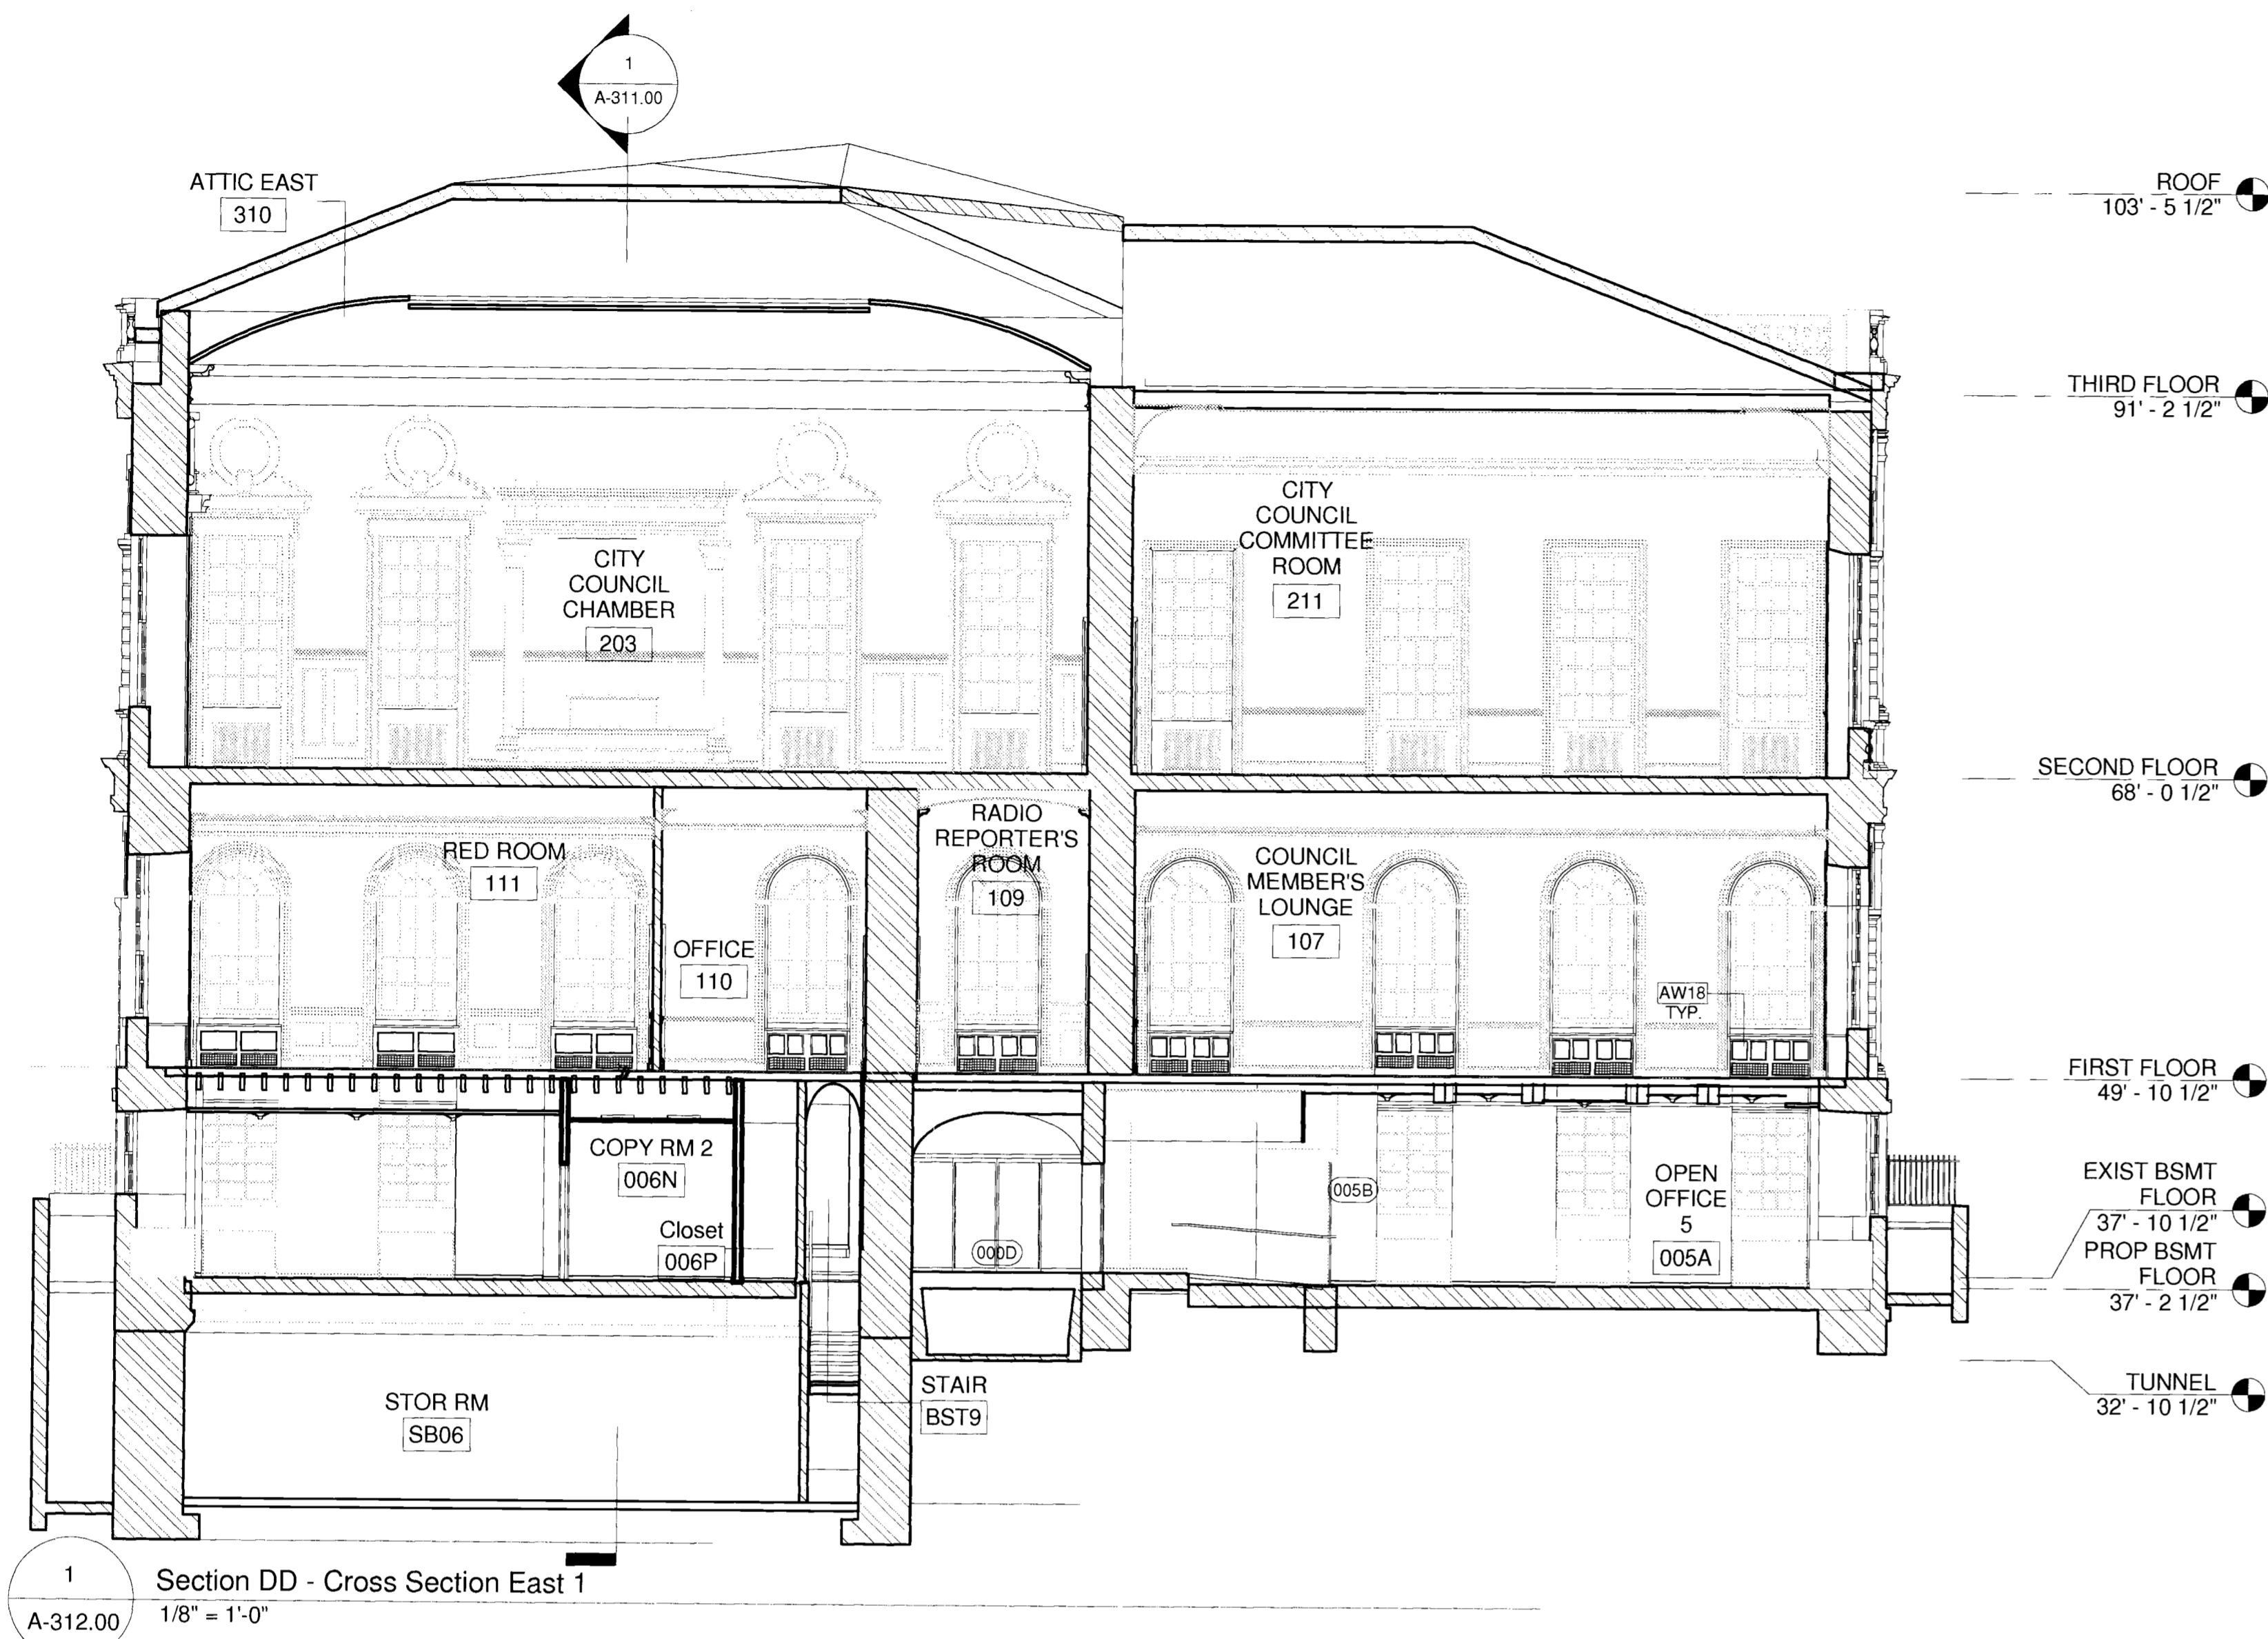 1
A-311.00
ATTIC EAST
310
ROOF
103' - 5 1/2"
THIRD FLOOR
91' - 2 1/2"
CITY
COUNCIL
CHAMBER
203
CITY
COUNCIL
COMMITTEE
ROOM
211
SECOND FLOOR
68' - 0 1/2"
RED ROOM
111
OFFICE
110
RADIO
REPORTER'S
ROOM
109
COUNCIL
MEMBER'S
LOUNGE
107
AW18
TYP.
FIRST FLOOR
49' - 10 1/2"
COPY RM 2
006N
Closet
006P
000D
005B
OPEN
OFFICE
5
005A
EXIST BSMT
FLOOR
37' - 10 1/2"
PROP BSMT
FLOOR
37' - 2 1/2"
STOR RM
SB06
STAIR
BST9
TUNNEL
32' - 10 1/2"
1
A-312.00
Section DD - Cross Section East 1
1/8" = 1'-0"